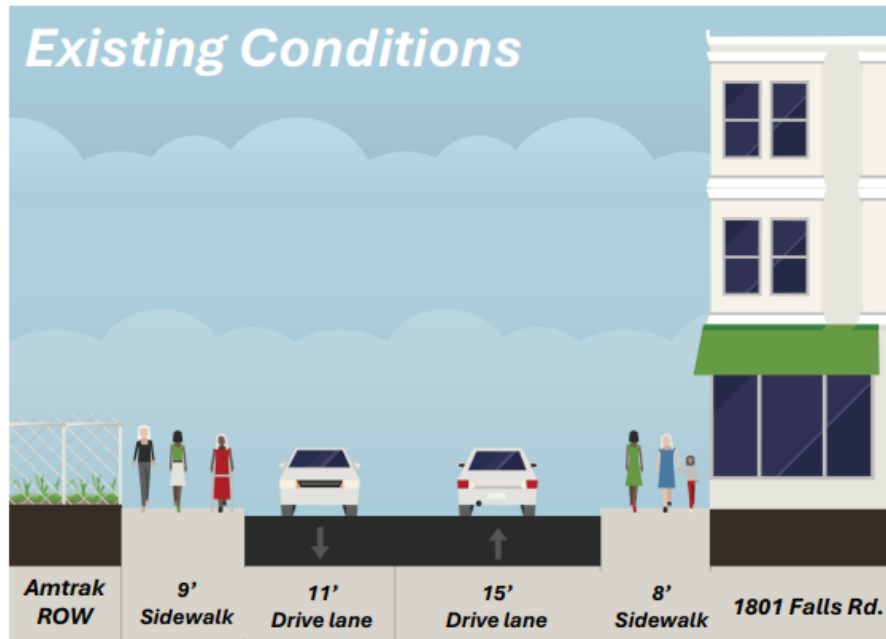 Existing Conditions
Amtrak
ROW
9’
Sidewalk
11’
Drive lane
15’
Drive lane
8’
Sidewalk
1801 Falls Rd.